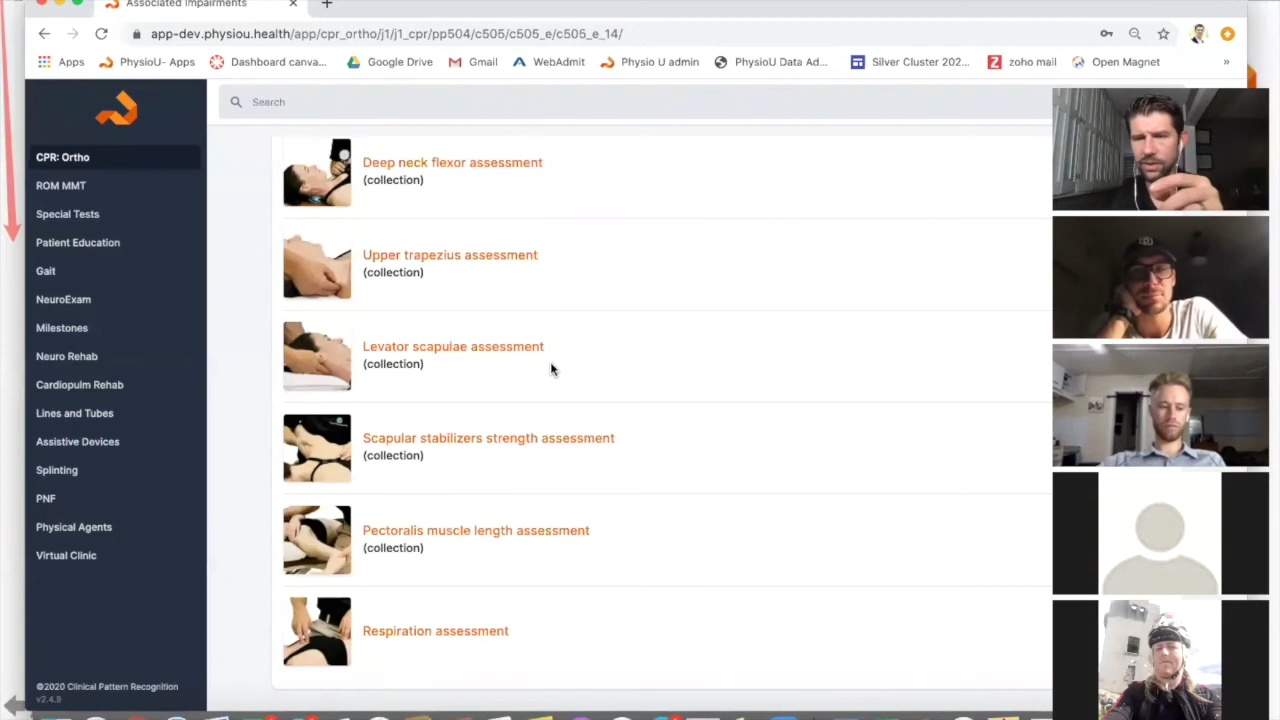 Associated Impairments
app-dev.physiou.health/app/cpr_ortho/j1/j1_cpr/pp504/c505/c505_e/c505_e_14/
Apps
PhysioU- Apps
Dashboard canva...
Google Drive
Gmail
WebAdmit
Physio U admin
PhysioU Data Ad...
Silver Cluster 202...
zoho mail
Open Magnet
»
Search
CPR: Ortho
ROM MMT
Special Tests
Patient Education
Gait
NeuroExam
Milestones
Neuro Rehab
Cardiopulm Rehab
Lines and Tubes
Assistive Devices
Splinting
PNF
Physical Agents
Virtual Clinic
©2020 Clinical Pattern Recognition
v2.4.9
Deep neck flexor assessment
(collection)
Upper trapezius assessment
(collection)
Levator scapulae assessment
(collection)
Scapular stabilizers strength assessment
(collection)
Pectoralis muscle length assessment
(collection)
Respiration assessment